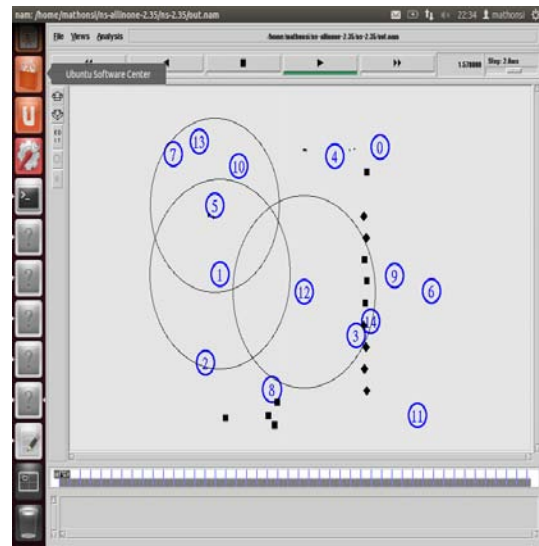 nam: /home/mathonsi/ns-allinone-2.35/ns-2.35/out.nam
22:34 mathonsi
File Views Analysis
/home/mathonsi/ns-allinone-2.35/ns-2.35/out.nam
1.578000 Step: 2.0ms
Ubuntu Software Center
13
0
7
4
10
5
1
9
12
6
14
3
2
8
11